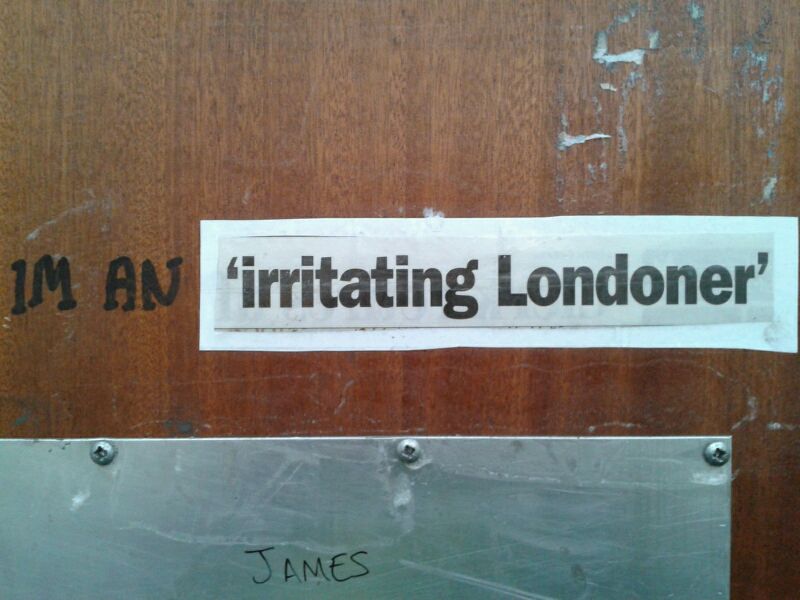 IM AN 'irritating Londoner'
JAMES